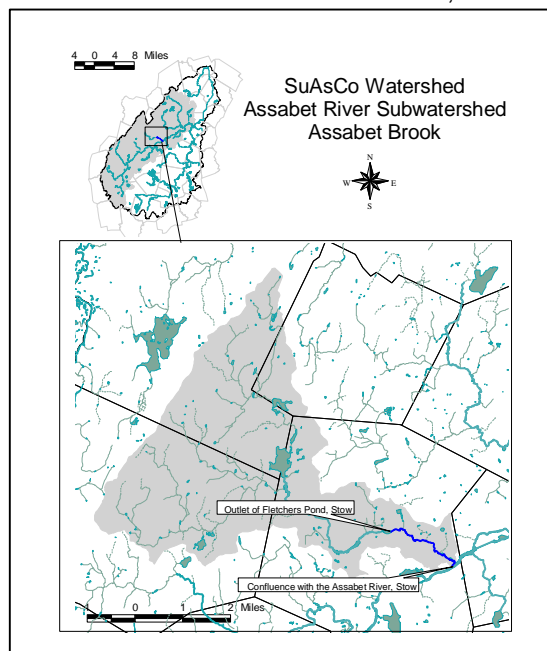 4 0 4 8 Miles
SuAsCo Watershed
Assabet River Subwatershed
Assabet Brook
N
W E
S
Outlet of Fletchers Pond, Stow
Confluence with the Assabet River, Stow
1 0 1 2 Miles